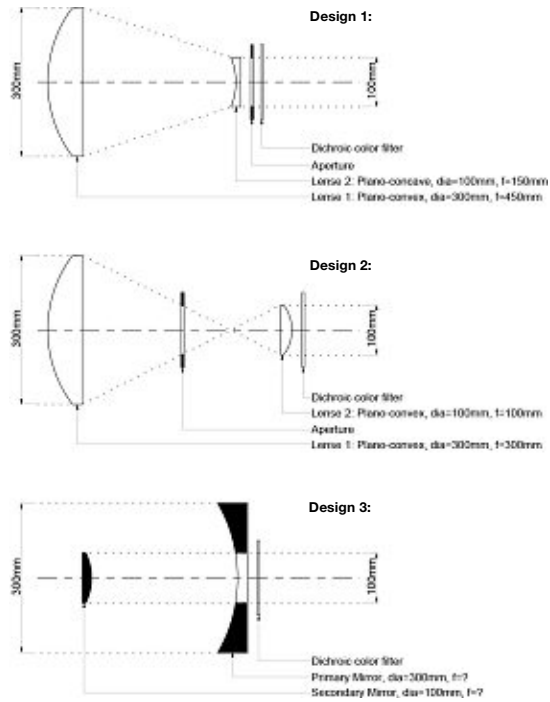 Design 1:
300mm
100mm
Dichroic color filter
Aperture
Lense 2: Plano-concave, dia=100mm, f=150mm
Lense 1: Plano-convex, dia=300mm, f=450mm
Design 2:
300mm
100mm
Dichroic color filter
Lense 2: Plano-convex, dia=100mm, f=100mm
Aperture
Lense 1: Plano-convex, dia=300mm, f=300mm
Design 3:
300mm
100mm
Dichroic color filter
Primary Mirror, dia=300mm, f=?
Secondary Mirror, dia=100mm, f=?